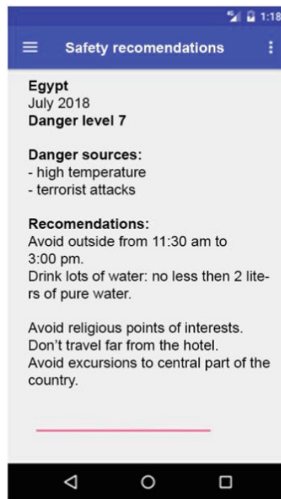 1:18
Safety recomendations
Egypt
July 2018
Danger level 7
Danger sources:
- high temperature
- terrorist attacks
Recomendations:
Avoid outside from 11:30 am to
3:00 pm.
Drink lots of water: no less then 2 lite-
rs of pure water.
Avoid religious points of interests.
Don't travel far from the hotel.
Avoid excursions to central part of the
country.